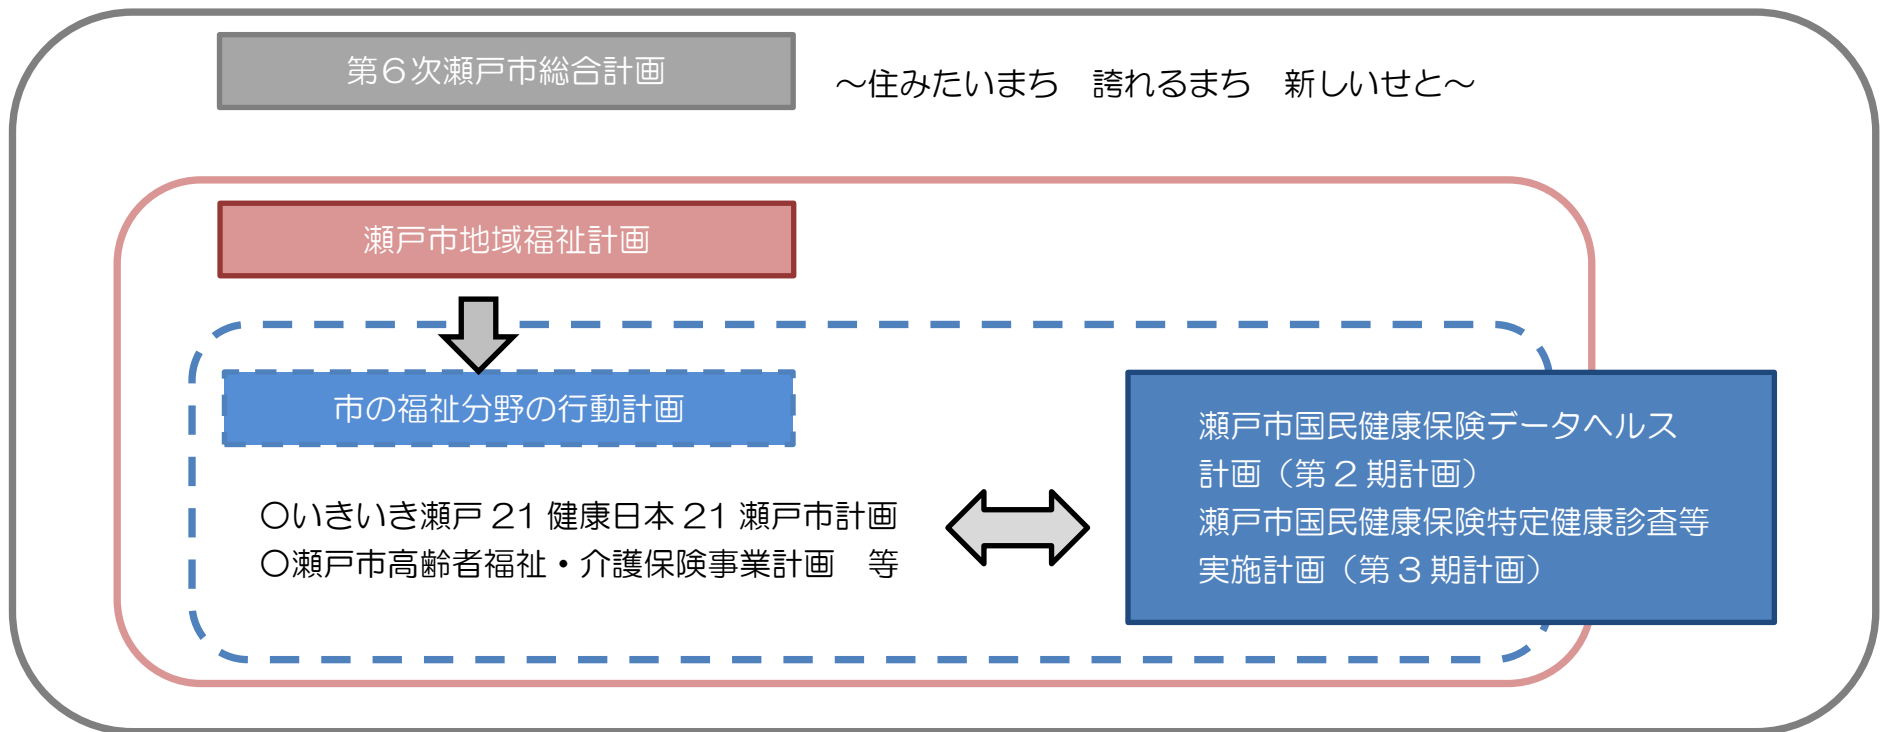 第６次瀬戸市総合計画
～住みたいまち　誇れるまち　新しいせと～
瀬戸市地域福祉計画
市の福祉分野の行動計画
○いきいき瀬戸 21 健康日本 21 瀬戸市計画
○瀬戸市高齢者福祉・介護保険事業計画　等
瀬戸市国民健康保険データヘルス
計画（第２期計画）
瀬戸市国民健康保険特定健康診査等
実施計画（第３期計画）